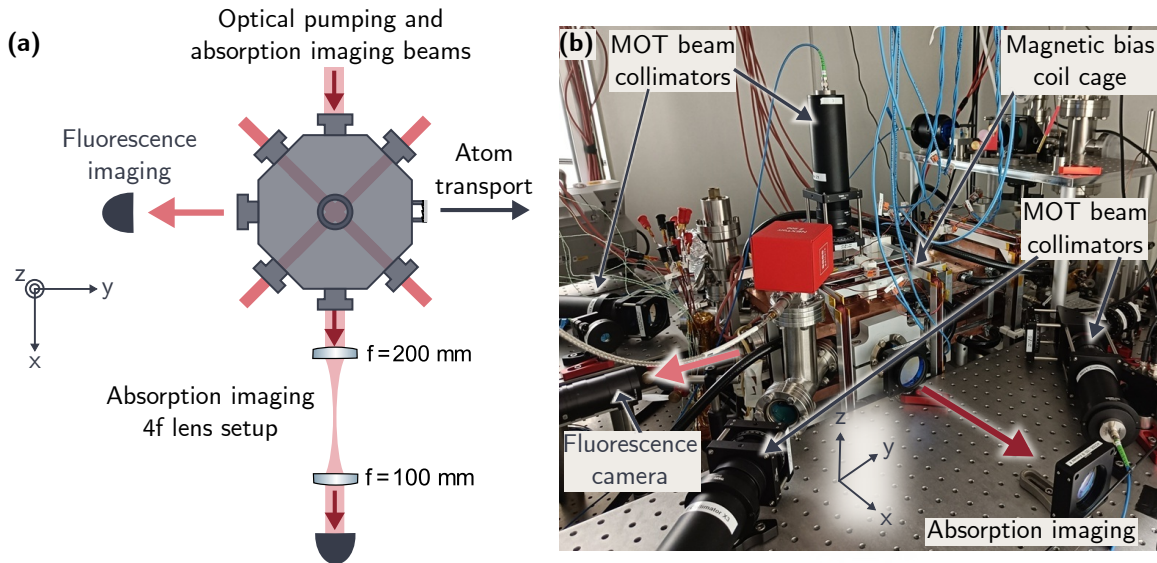 (a)
Optical pumping and
absorption imaging beams
Fluorescence
imaging
Atom
transport
z
y
x
f=200 mm
Absorption imaging
4f lens setup
f=100 mm
(b)
MOT beam
collimators
Magnetic bias
coil cage
MOT beam
collimators
Fluorescence
camera
z
y
x
Absorption imaging